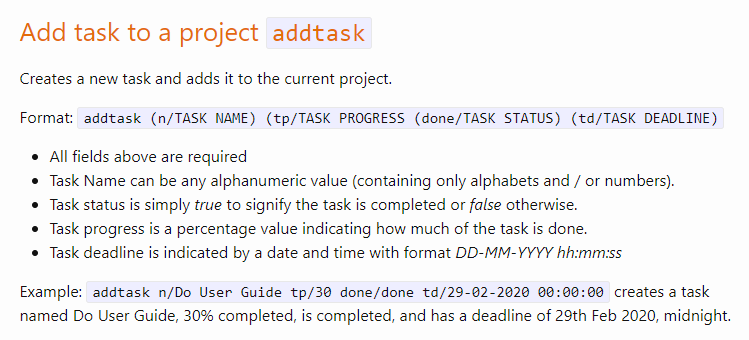 Add task to a project addtask
Creates a new task and adds it to the current project.
Format: addtask (n/TASK NAME) (tp/TASK PROGRESS (done/TASK STATUS) (td/TASK DEADLINE)
• All fields above are required
• Task Name can be any alphanumeric value (containing only alphabets and / or numbers).
• Task status is simply true to signify the task is completed or false otherwise.
• Task progress is a percentage value indicating how much of the task is done.
• Task deadline is indicated by a date and time with format DD-MM-YYYY hh:mm:ss
Example: addtask n/Do User Guide tp/30 done/done td/29-02-2020 00:00:00 creates a task
named Do User Guide, 30% completed, is completed, and has a deadline of 29th Feb 2020, midnight.